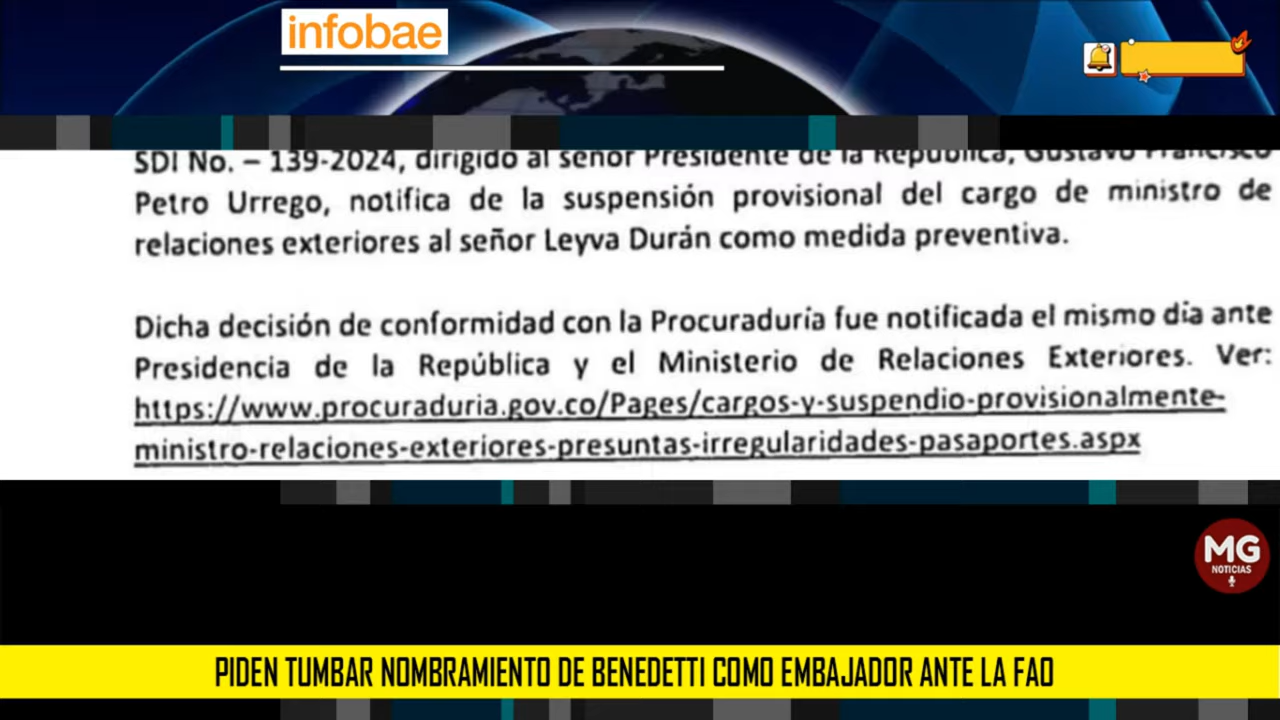 infobae
SDI No. – 139-2024, dirigido al señor Presidente de la República, Gustavo Francisco
Petro Urrego, notifica de la suspensión provisional del cargo de ministro de
relaciones exteriores al señor Leyva Durán como medida preventiva.
Dicha decisión de conformidad con la Procuraduría fue notificada el mismo día ante
Presidencia de la República y el Ministerio de Relaciones Exteriores. Ver:
https://www.procuraduria.gov.co/Pages/cargos-y-suspendio-provisionalmente-
ministro-relaciones-exteriores-presuntas-irregularidades-pasaportes.aspx
MG
NOTICIAS
PIDEN TUMBAR NOMBRAMIENTO DE BENEDETTI COMO EMBAJADOR ANTE LA FAO